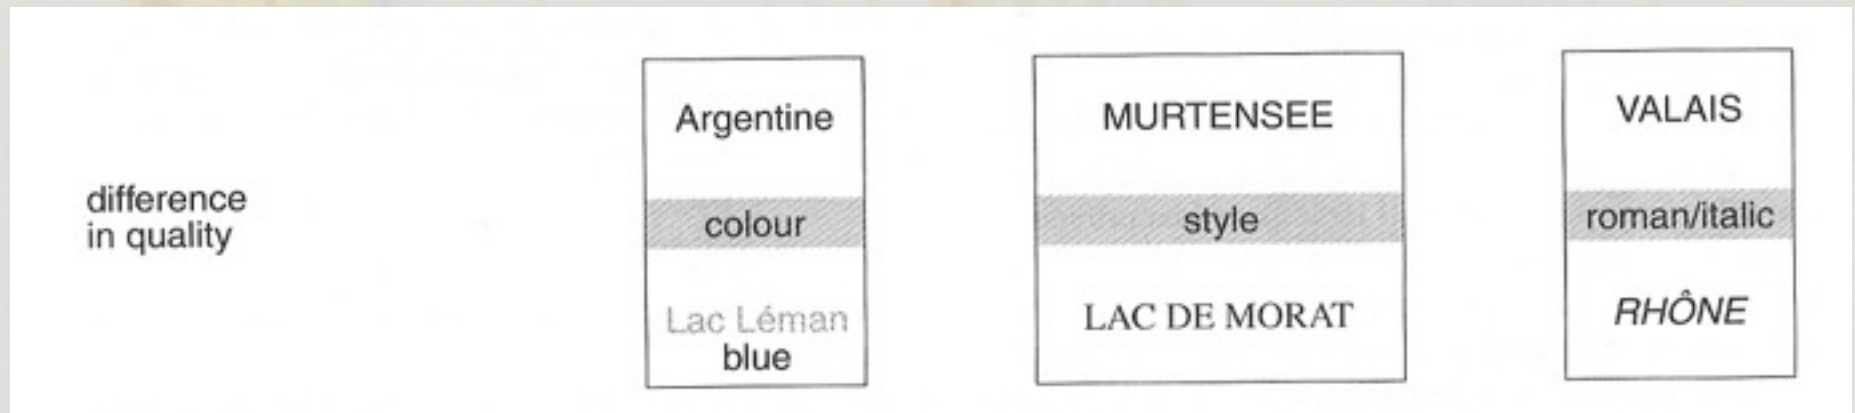 difference
in quality
Argentine
colour
Lac Léman
blue
MURTENSEE
style
LAC DE MORAT
VALAIS
roman/italic
RHÔNE